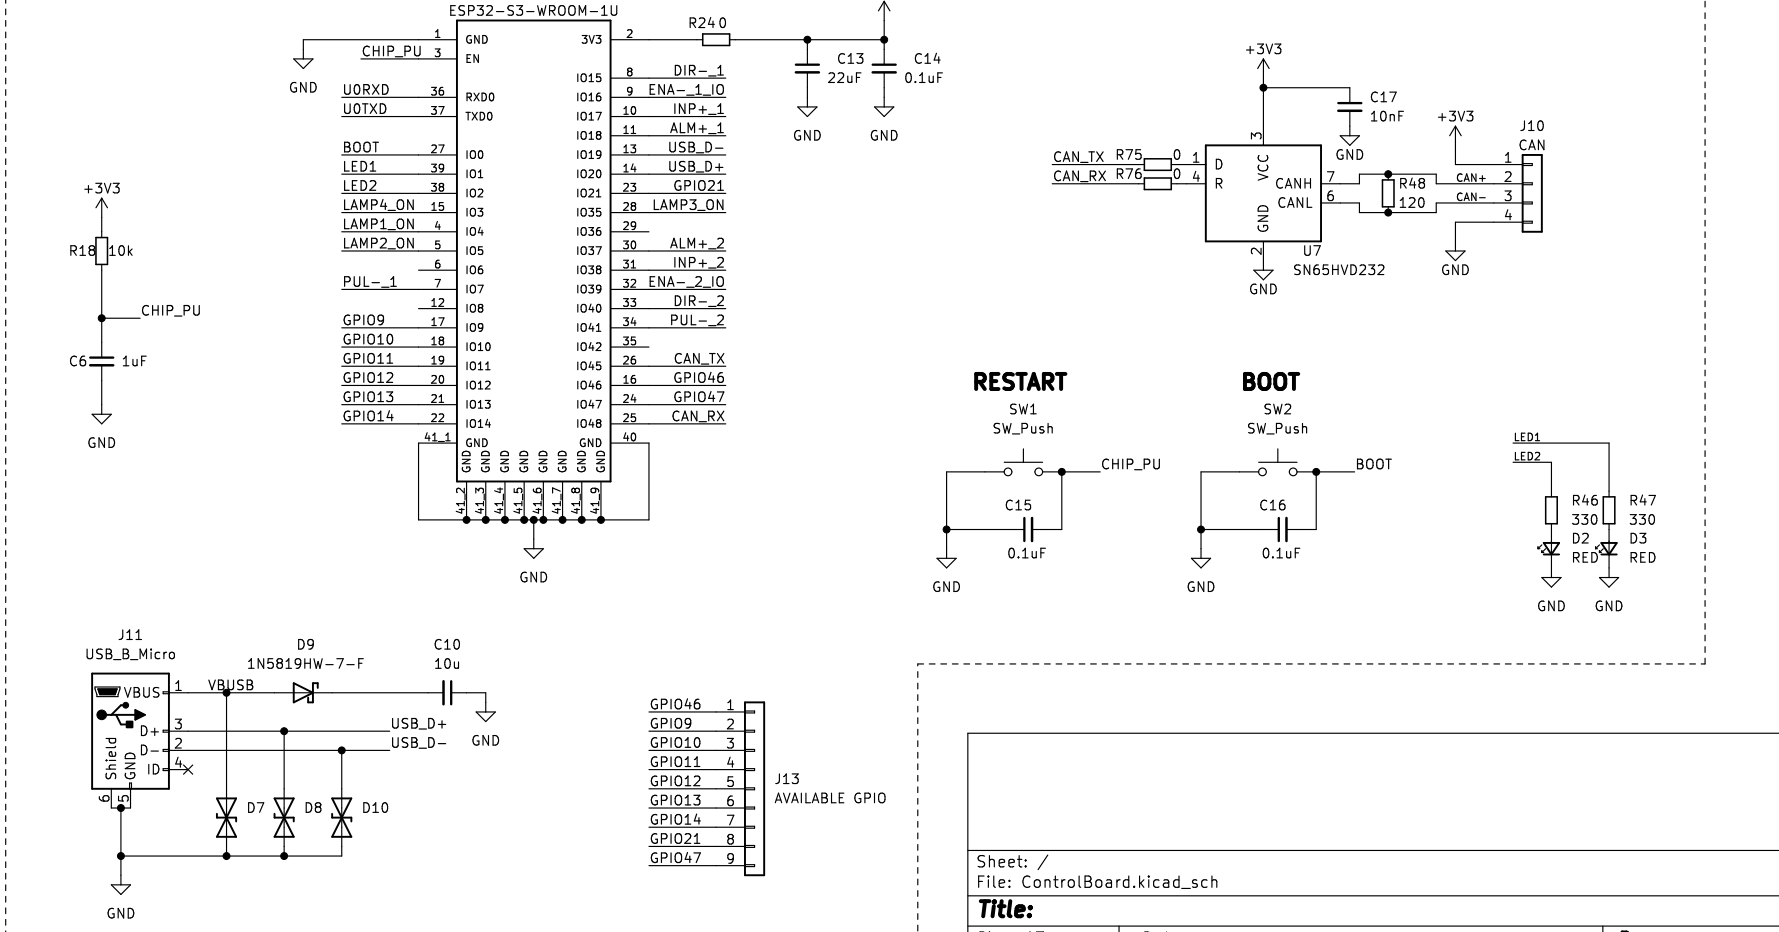 ESP32-S3-WROOM-1U
1
GND
3V3
2
R24
0
CHIP_PU
3
EN
GND
C13
22uF
C14
0.1uF
GND
GND
IO15
8
DIR-_1
U0RXD
36
RXD0
IO16
9
ENA-_1_IO
U0TXD
37
TXD0
IO17
10
INP+_1
IO18
11
ALM+_1
BOOT
27
IO0
IO19
13
USB_D-
LED1
39
IO1
IO20
14
USB_D+
LED2
38
IO2
IO21
23
GPIO21
LAMP4_ON
15
IO3
IO35
28
LAMP3_ON
LAMP1_ON
4
IO4
IO36
29
LAMP2_ON
5
IO5
IO37
30
ALM+_2
6
IO6
IO38
31
INP+_2
PUL-_1
7
IO7
IO39
32
ENA-_2_IO
12
IO8
IO40
33
DIR-_2
GPIO9
17
IO9
IO41
34
PUL-_2
GPIO10
18
IO10
IO42
35
GPIO11
19
IO11
IO45
26
CAN_TX
GPIO12
20
IO12
IO46
16
GPIO46
GPIO13
21
IO13
IO47
24
GPIO47
GPIO14
22
IO14
IO48
25
CAN_RX
41_1
GND
GND
40
GND
GND
GND
GND
GND
GND
GND
GND
41_2
41_3
41_4
41_5
41_6
41_7
41_8
41_9
GND
+3V3
R18
10k
CHIP_PU
C6
1uF
GND
+3V3
C17
10nF
GND
3
VCC
CAN_TX
R75
0
1
D
CAN_RX
R76
0
4
R
CANH
7
CANL
6
GND
2
U7
SN65HVD232
GND
R48
120
+3V3
J10
CAN
1
CAN+
2
CAN-
3
4
GND
RESTART
SW1
SW_Push
CHIP_PU
C15
0.1uF
GND
BOOT
SW2
SW_Push
BOOT
C16
0.1uF
GND
LED1
LED2
R46
330
D2
RED
R47
330
D3
RED
GND
GND
J11
USB_B_Micro
VBUS
1
VBUSB
D9
1N5819HW-7-F
C10
10u
GND
D+
3
USB_D+
D-
2
USB_D-
ID
4
Shield
GND
6
5
D7
D8
D10
GND
GPIO46
1
GPIO9
2
GPIO10
3
GPIO11
4
GPIO12
5
GPIO13
6
GPIO14
7
GPIO21
8
GPIO47
9
J13
AVAILABLE GPIO
Sheet: /
File: ControlBoard.kicad_sch
Title: